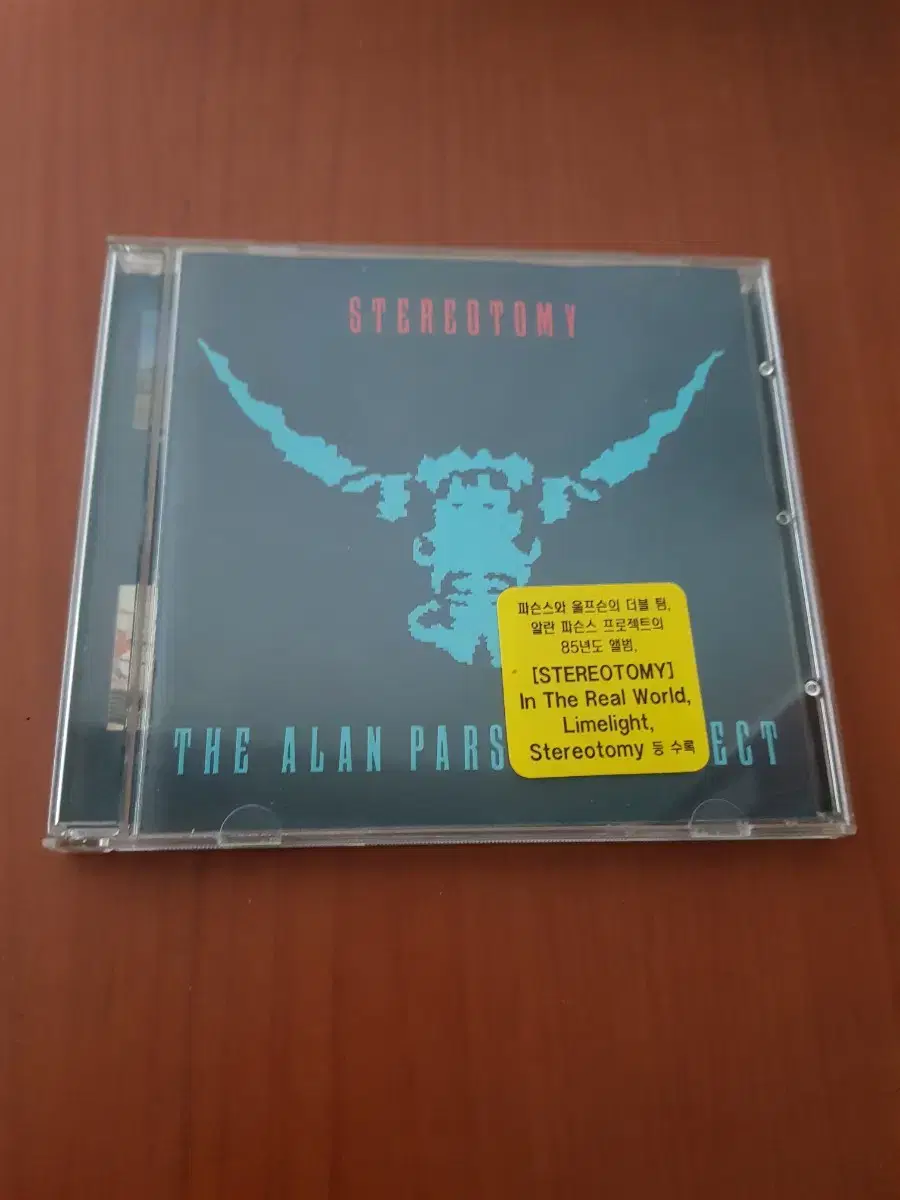 STEREOTOMY
파슨스와 울프슨의 더블 팀,
알란 파슨스 프로젝트의
85년도 앨범,
[STEREOTOMY]
In The Real World,
Limelight,
Stereotomy 등 수록
THE ALAN PARS ECT